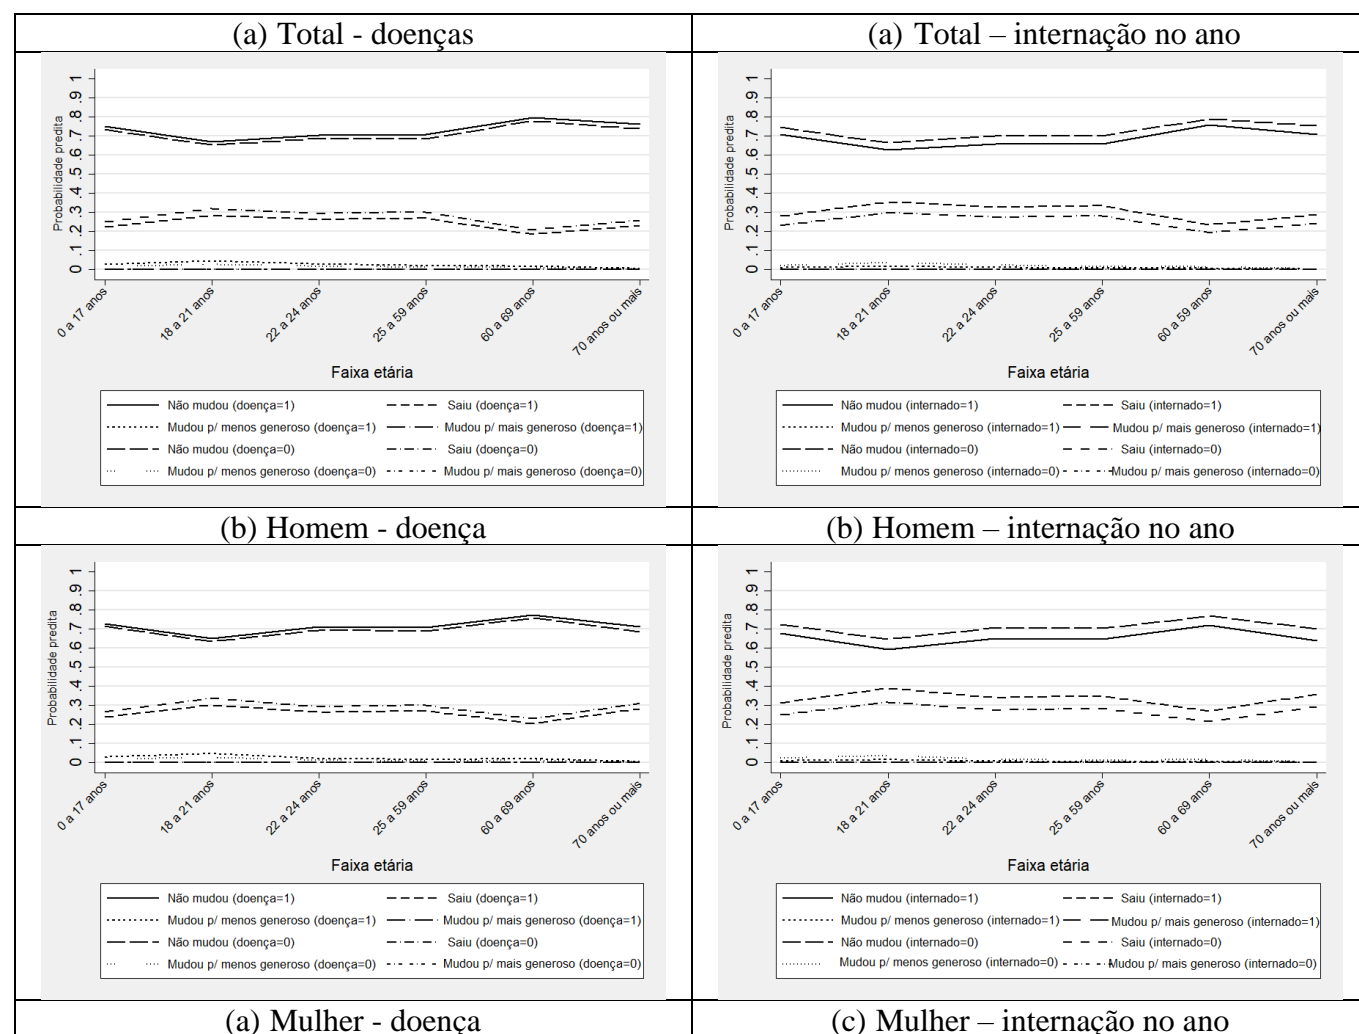 (a) Total - doenças
(a) Total – internação no ano
Probabilidade predita
0 .1 .2 .3 .4 .5 .6 .7 .8 .9 1
0 a 17 anos
18 a 21 anos
22 a 24 anos
25 a 59 anos
60 a 69 anos
70 anos ou mais
Faixa etária
Não mudou (doença=1)
Saiu (doença=1)
Mudou p/ menos generoso (doença=1)
Mudou p/ mais generoso (doença=1)
Não mudou (doença=0)
Saiu (doença=0)
Mudou p/ menos generoso (doença=0)
Mudou p/ mais generoso (doença=0)
Probabilidade predita
0 .1 .2 .3 .4 .5 .6 .7 .8 .9 1
0 a 17 anos
18 a 21 anos
22 a 24 anos
25 a 59 anos
60 a 59 anos
70 anos ou mais
Faixa etária
Não mudou (internado=1)
Saiu (internado=1)
Mudou p/ menos generoso (internado=1)
Mudou p/ mais generoso (internado=1)
Não mudou (internado=0)
Saiu (internado=0)
Mudou p/ menos generoso (internado=0)
Mudou p/ mais generoso (internado=0)
(b) Homem - doença
(b) Homem – internação no ano
Probabilidade predita
0 .1 .2 .3 .4 .5 .6 .7 .8 .9 1
0 a 17 anos
18 a 21 anos
22 a 24 anos
25 a 59 anos
60 a 69 anos
70 anos ou mais
Faixa etária
Não mudou (doença=1)
Saiu (doença=1)
Mudou p/ menos generoso (doença=1)
Mudou p/ mais generoso (doença=1)
Não mudou (doença=0)
Saiu (doença=0)
Mudou p/ menos generoso (doença=0)
Mudou p/ mais generoso (doença=0)
Probabilidade predita
0 .1 .2 .3 .4 .5 .6 .7 .8 .9 1
0 a 17 anos
18 a 21 anos
22 a 24 anos
25 a 59 anos
60 a 69 anos
70 anos ou mais
Faixa etária
Não mudou (internado=1)
Saiu (internado=1)
Mudou p/ menos generoso (internado=1)
Mudou p/ mais generoso (internado=1)
Não mudou (internado=0)
Saiu (internado=0)
Mudou p/ menos generoso (internado=0)
Mudou p/ mais generoso (internado=0)
(a) Mulher - doença
(c) Mulher – internação no ano